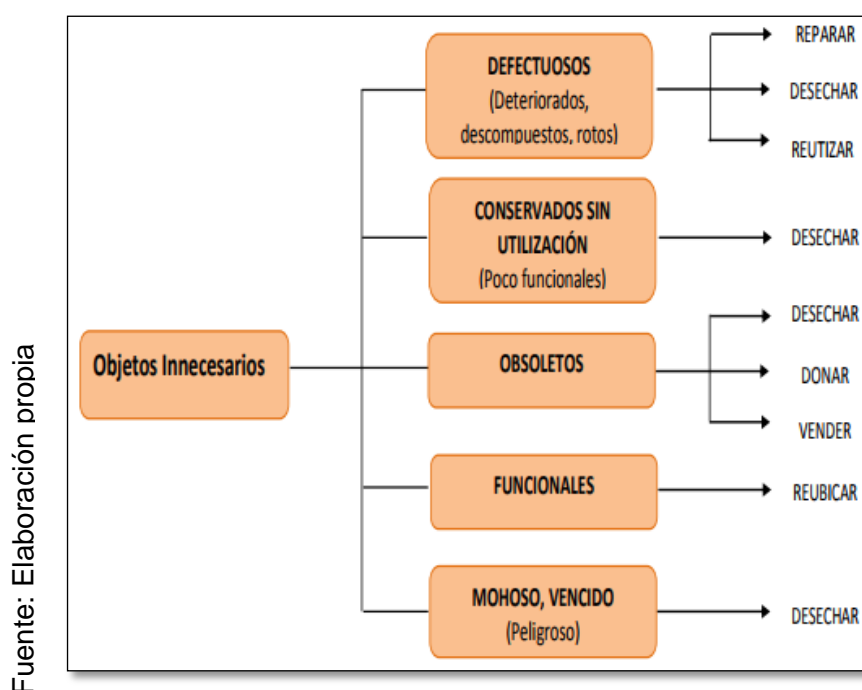 DEFECTUOSOS
(Deteriorados,
descompuestos, rotos)
REPARAR
DESECHAR
REUTIZAR
CONSERVADOS SIN
UTILIZACIÓN
(Poco funcionales)
DESECHAR
Objetos Innecesarios
OBSOLETOS
DESECHAR
DONAR
VENDER
FUNCIONALES
REUBICAR
MOHOSO, VENCIDO
(Peligroso)
DESECHAR
Fuente: Elaboración propia